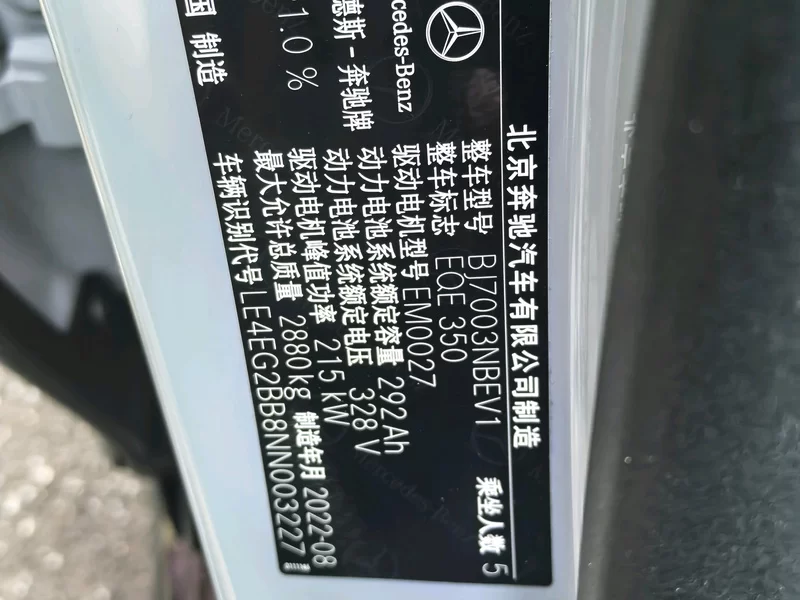 北京奔驰汽车有限公司制造
整车型号 BJ7003NBEV1 乘坐人数 5
整车标志 EQE 350
驱动电机型号 EM0027
动力电池系统额定容量 292Ah
动力电池系统额定电压 328 V
驱动电机峰值功率 215 kW
最大允许总质量 2880kg 制造年月 2022-08
车辆识别代号 LE4EG2BB8NN003227
cedes-Benz
德斯-奔驰牌
1.0 %
国 制造